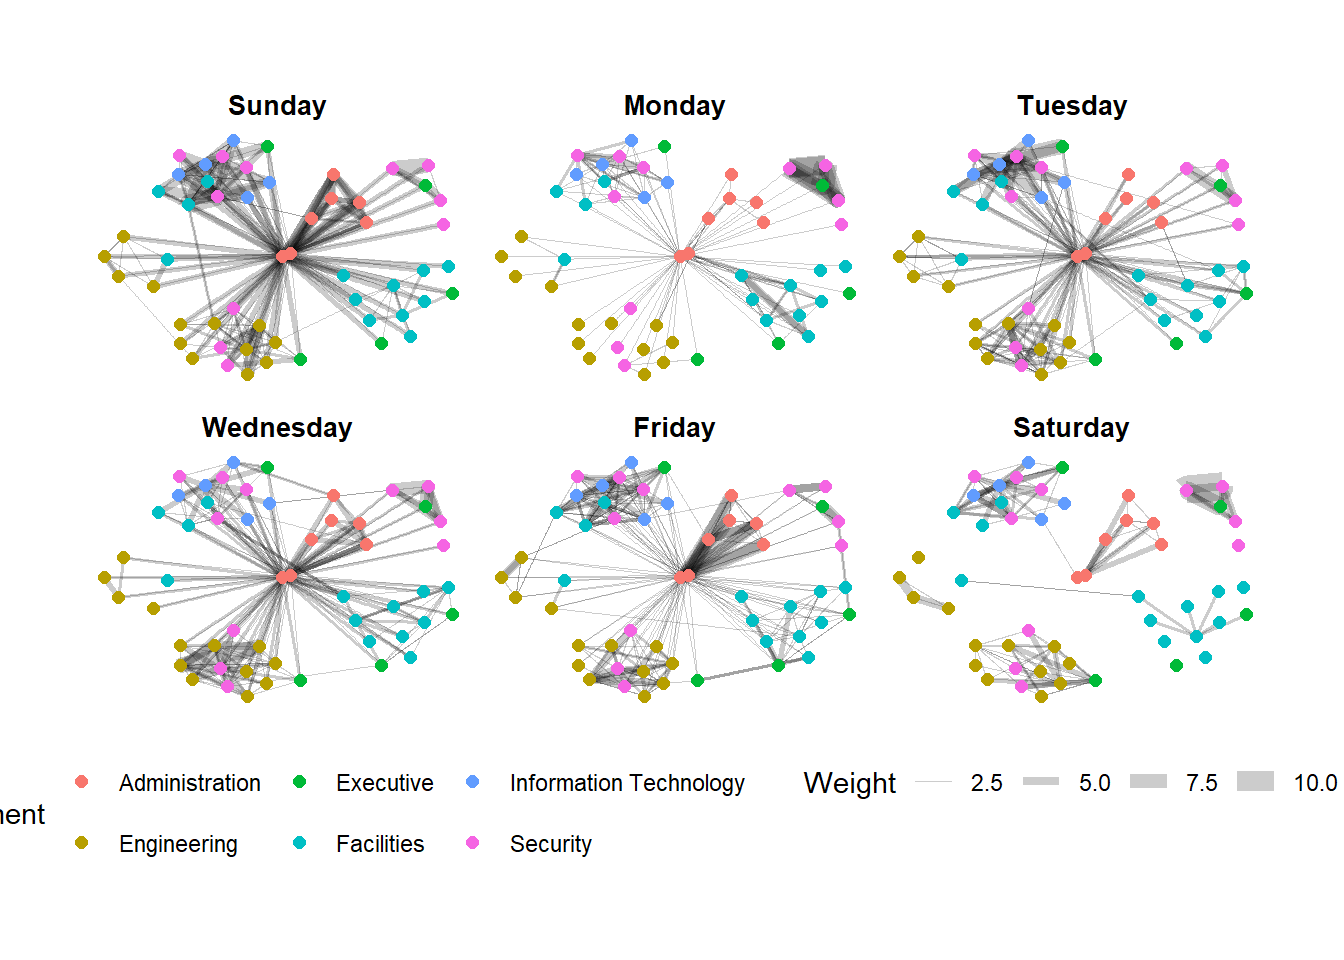 Sunday Monday Tuesday
Wednesday Friday Saturday
Administration Executive Information Technology Weight 2.5 5.0 7.5 10.0
Engineering Facilities Security